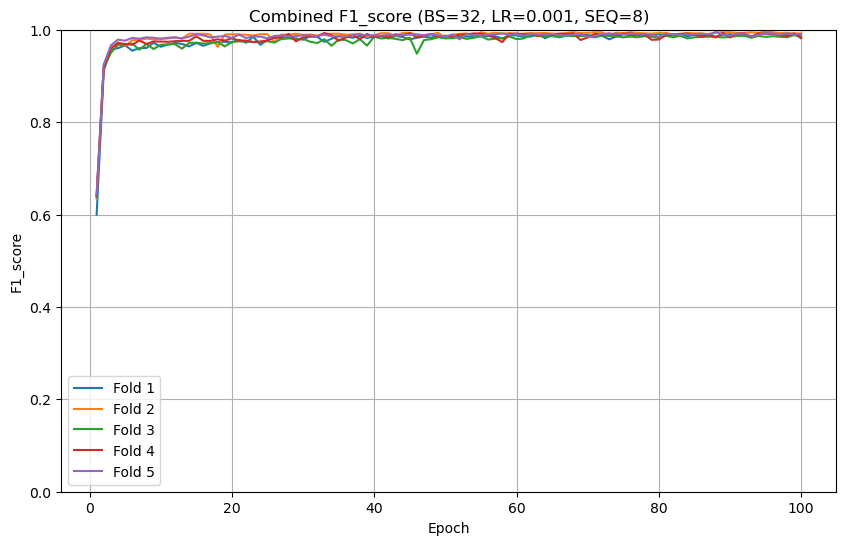 Combined F1_score (BS=32, LR=0.001, SEQ=8)
1.0
0.8
0.6
0.4
0.2
0.0
F1_score
Fold 1
Fold 2
Fold 3
Fold 4
Fold 5
0 20 40 60 80 100
Epoch